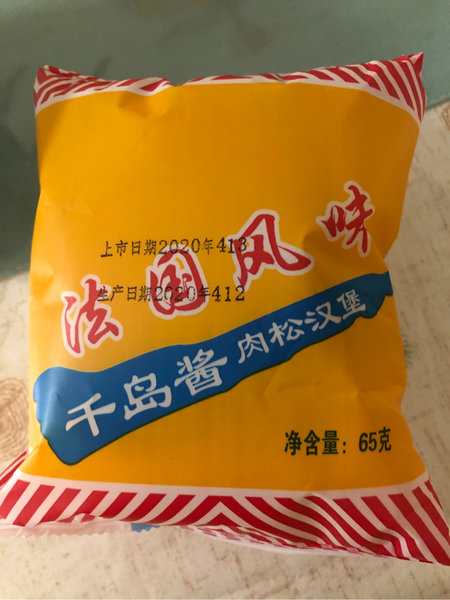 法国风味
上市日期2020年413
生产日期2020年412
千岛酱肉松汉堡
净含量：65克